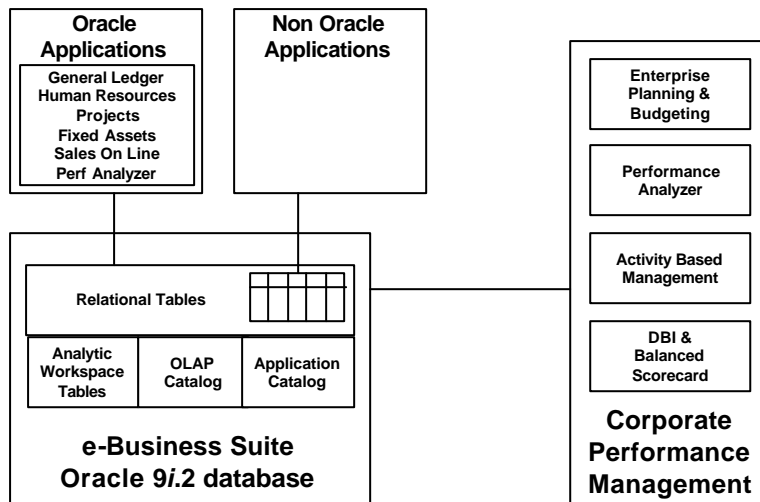 Oracle
Applications
General Ledger
Human Resources
Projects
Fixed Assets
Sales On Line
Perf Analyzer
Non Oracle
Applications
Relational Tables
Analytic
Workspace
Tables
OLAP
Catalog
Application
Catalog
e-Business Suite
Oracle 9i.2 database
Enterprise
Planning &
Budgeting
Performance
Analyzer
Activity Based
Management
DBI &
Balanced
Scorecard
Corporate
Performance
Management